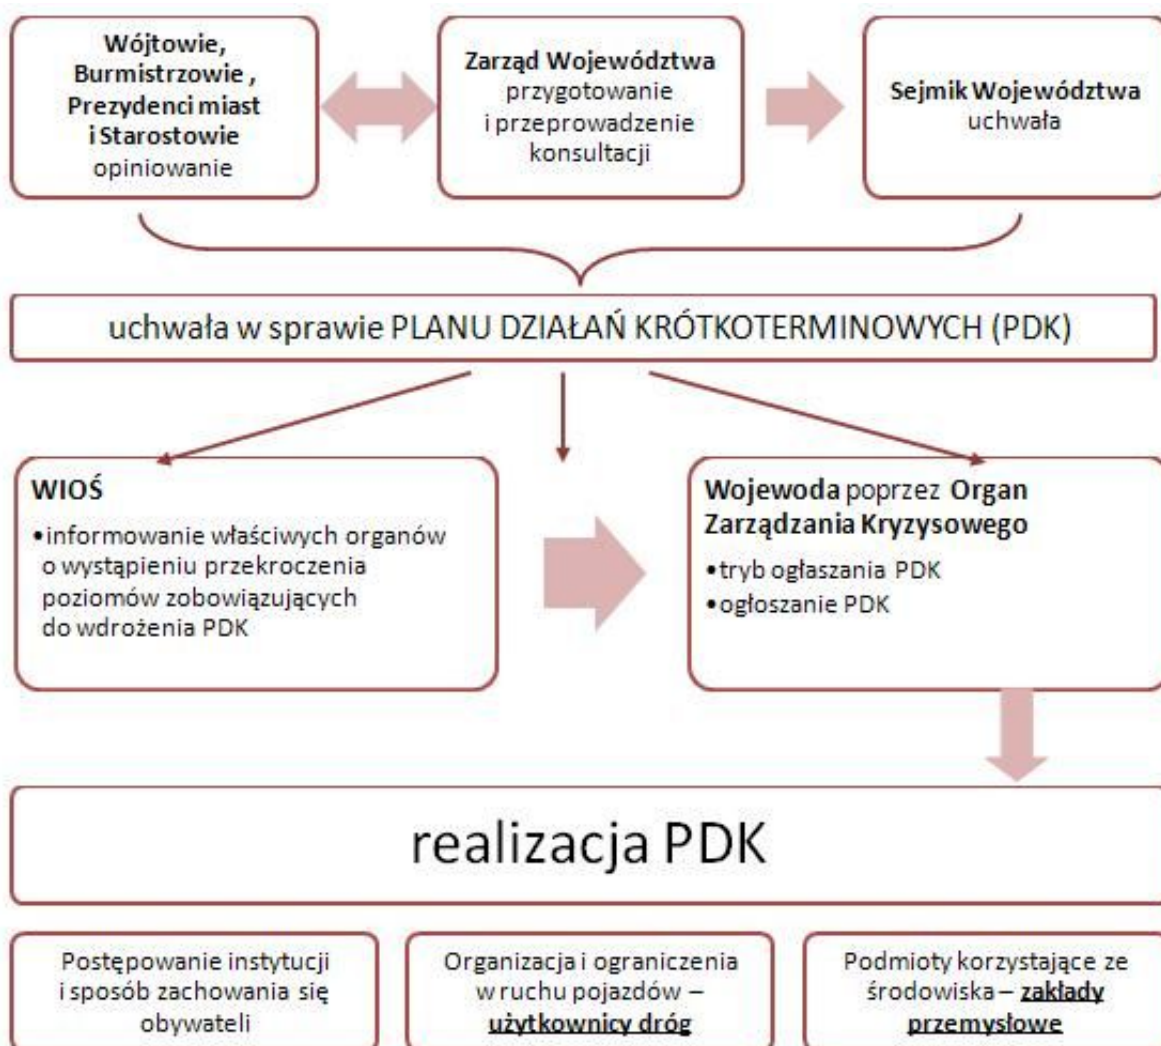 Wójtowie,
Burmistrzowie ,
Prezydenci miast
i Starostowie
opiniowanie
Zarząd Województwa
przygotowanie
i przeprowadzenie
konsultacji
Sejmik Województwa
uchwała
uchwała w sprawie PLANU DZIAŁAŃ KRÓTKOTERMINOWYCH (PDK)
WIOŚ
•informowanie właściwych organów
o wystąpieniu przekroczenia
poziomów zobowiązujących
do wdrożenia PDK
Wojewoda poprzez Organ
Zarządzania Kryzysowego
•tryb ogłaszania PDK
•ogłoszanie PDK
realizacja PDK
Postępowanie instytucji
i sposób zachowania się
obywateli
Organizacja i ograniczenia
w ruchu pojazdów –
użytkownicy dróg
Podmioty korzystające ze
środowiska – zakłady
przemysłowe